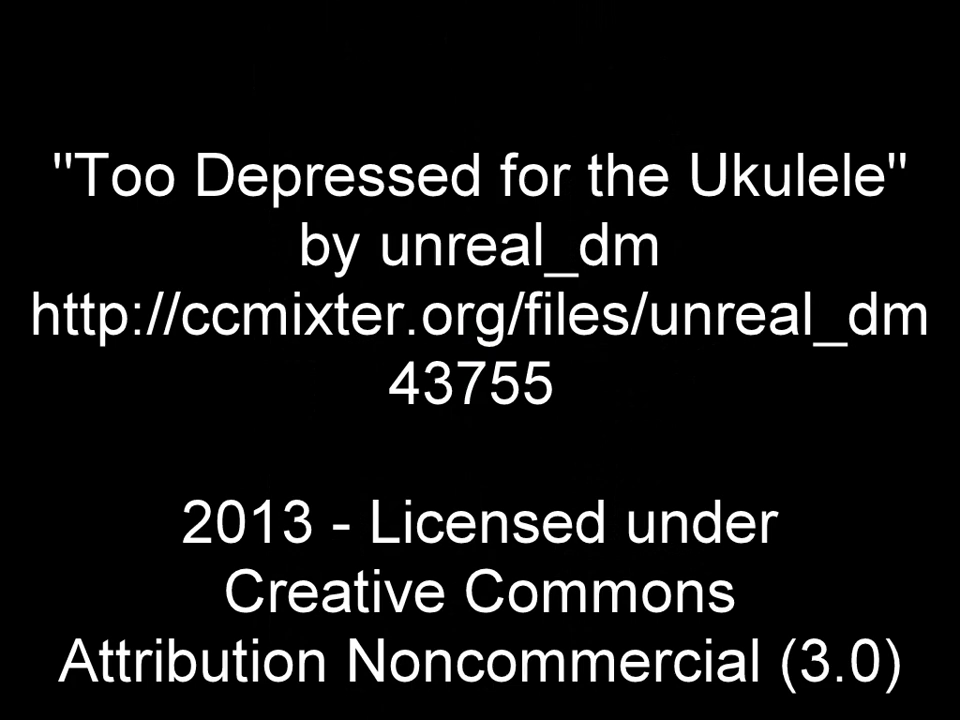 "Too Depressed for the Ukulele"
by unreal_dm
http://ccmixter.org/files/unreal_dm
43755
2013 - Licensed under
Creative Commons
Attribution Noncommercial (3.0)